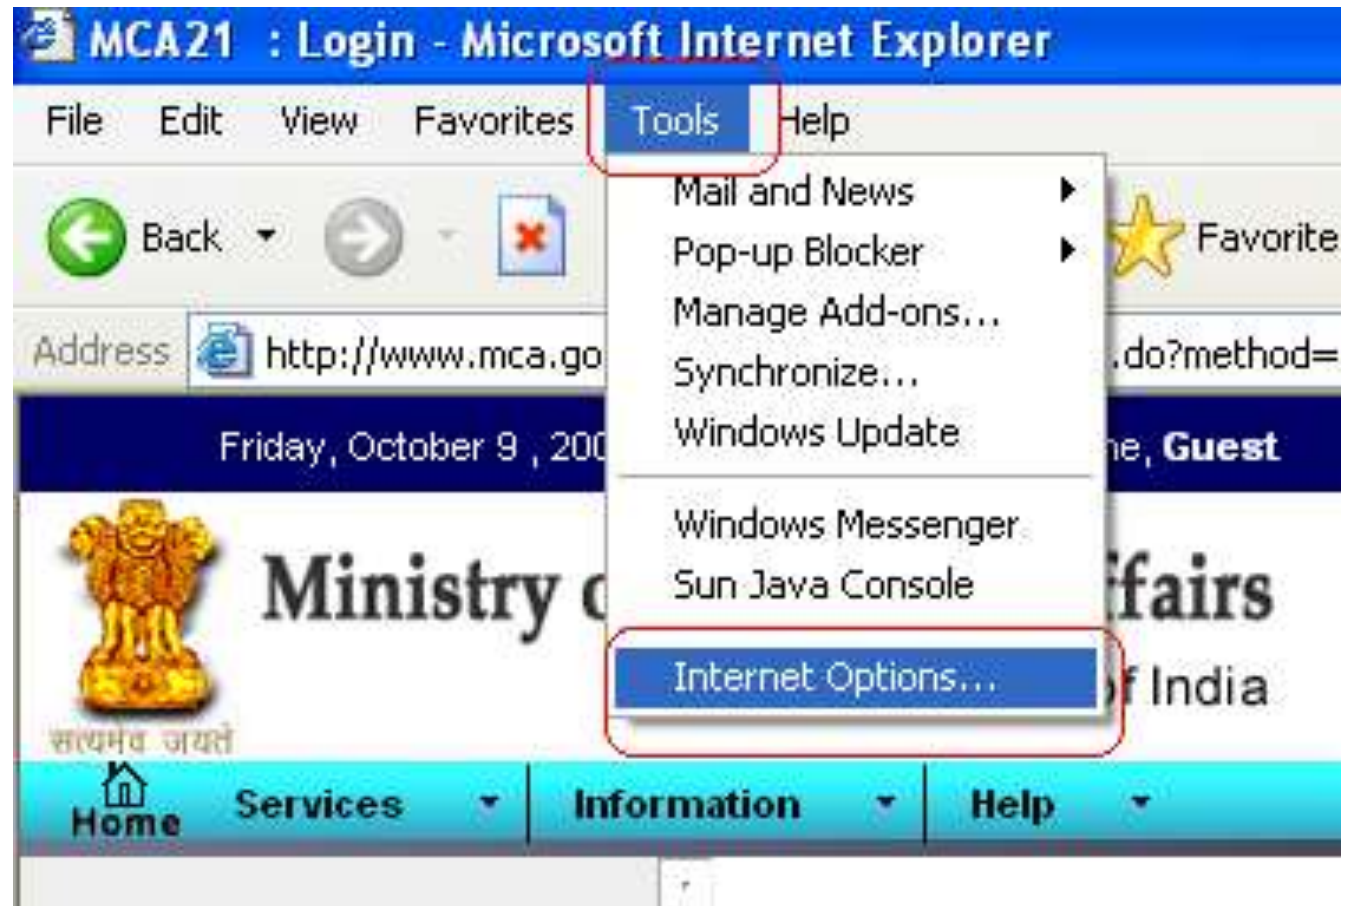 MCA21 : Login - Microsoft Internet Explorer
File Edit View Favorites Tools Help
Mail and News
Back
Pop-up Blocker
Favorite
Manage Add-ons...
Address http://www.mca.go .do?method=
Synchronize...
Windows Update
Friday, October 9 , 200 ne, Guest
Windows Messenger
Ministry o ffairs
Sun Java Console
Internet Options...
of India
सत्यमेव जयते
Home Services Information Help